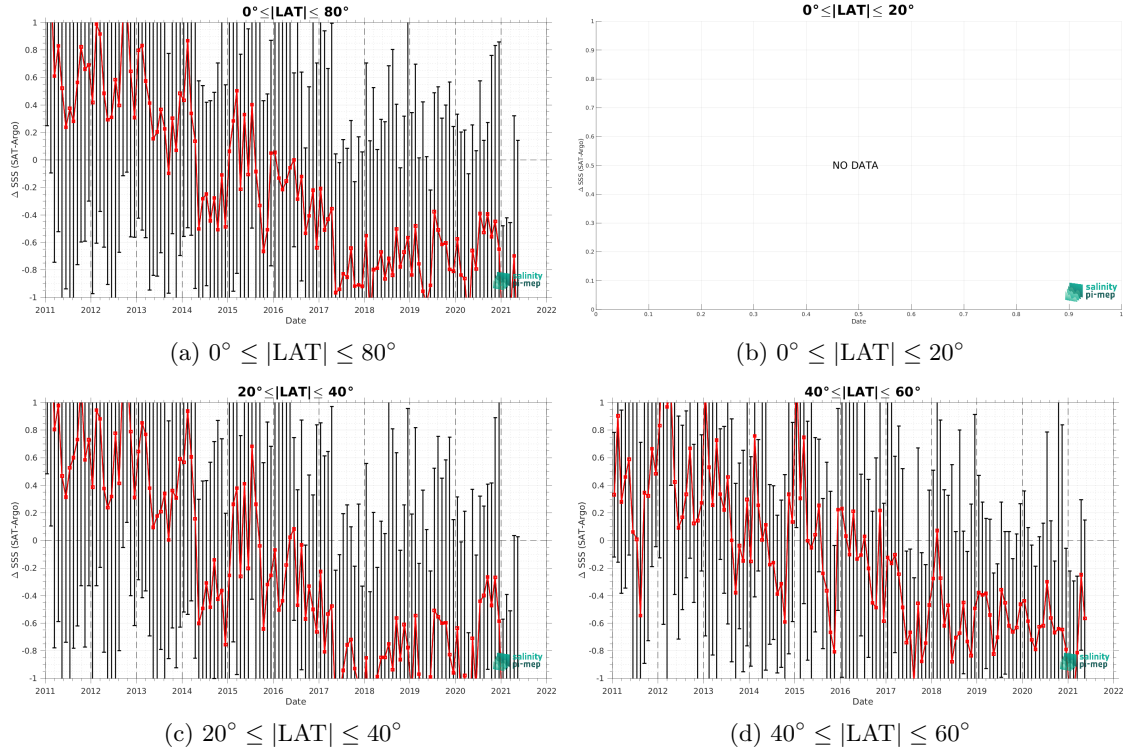 0°≤|LAT|≤ 80°
Δ SSS (SAT-Argo)
1
0.8
0.6
0.4
0.2
0
-0.2
-0.4
-0.6
-0.8
-1
2011 2012 2013 2014 2015 2016 2017 2018 2019 2020 2021 2022
Date
salinity
pi-mep
(a) 0° ≤ |LAT| ≤ 80°
0°≤|LAT|≤ 20°
Δ SSS (SAT-Argo)
1
0.9
0.8
0.7
0.6
0.5
0.4
0.3
0.2
0.1
0
NO DATA
0 0.1 0.2 0.3 0.4 0.5 0.6 0.7 0.8 0.9 1
Date
salinity
pi-mep
(b) 0° ≤ |LAT| ≤ 20°
20°≤|LAT|≤ 40°
Δ SSS (SAT-Argo)
1
0.8
0.6
0.4
0.2
0
-0.2
-0.4
-0.6
-0.8
-1
2011 2012 2013 2014 2015 2016 2017 2018 2019 2020 2021 2022
Date
salinity
pi-mep
(c) 20° ≤ |LAT| ≤ 40°
40°≤|LAT|≤ 60°
Δ SSS (SAT-Argo)
1
0.8
0.6
0.4
0.2
0
-0.2
-0.4
-0.6
-0.8
-1
2011 2012 2013 2014 2015 2016 2017 2018 2019 2020 2021 2022
Date
salinity
pi-mep
(d) 40° ≤ |LAT| ≤ 60°